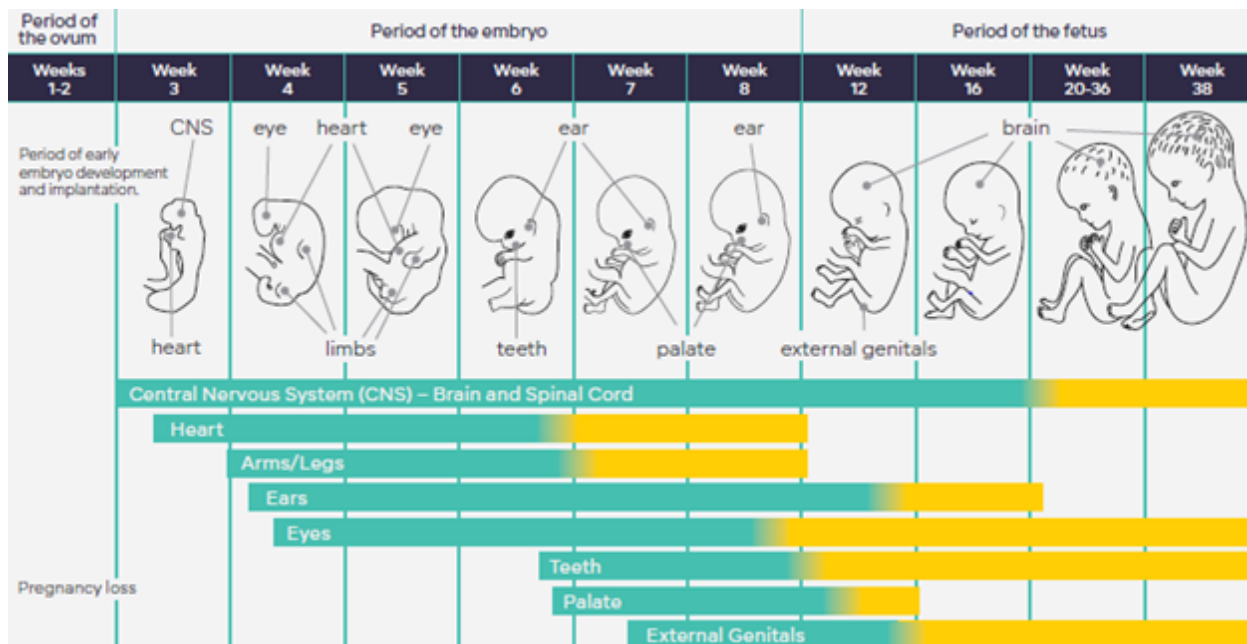 Period of
the ovum
Period of the embryo
Period of the fetus
Weeks
1-2
Week
3
Week
4
Week
5
Week
6
Week
7
Week
8
Week
12
Week
16
Week
20-36
Week
38
Period of early
embryo development
and implantation.
CNS
eye
heart
eye
ear
ear
brain
heart
limbs
teeth
palate
external genitals
Central Nervous System (CNS) – Brain and Spinal Cord
Heart
Arms/Legs
Ears
Eyes
Teeth
Pregnancy loss
Palate
External Genitals